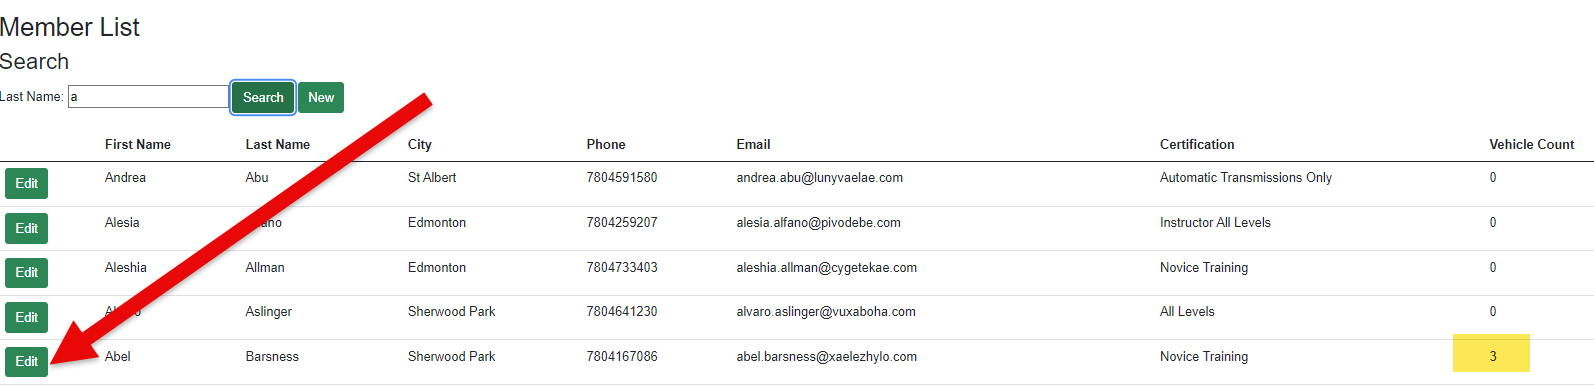 Member List
Search
Last Name: a Search New
First Name Last Name City Phone Email Certification Vehicle Count
Edit Andrea Abu St Albert 7804591580 andrea.abu@lunyvaelae.com Automatic Transmissions Only 0
Edit Alesia Edmonton 7804259207 alesia.alfano@pivodebe.com Instructor All Levels 0
Edit Aleshia Allman Edmonton 7804733403 aleshia.allman@cygetekae.com Novice Training 0
Edit Aslinger Sherwood Park 7804641230 alvaro.aslinger@vuxaboha.com All Levels 0
Edit Abel Barsness Sherwood Park 7804167086 abel.barsness@xaelezhylo.com Novice Training 3